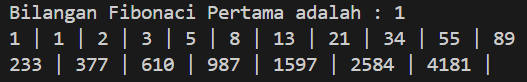 Bilangan Fibonaci Pertama adalah : 1
1 | 1 | 2 | 3 | 5 | 8 | 13 | 21 | 34 | 55 | 89
233 | 377 | 610 | 987 | 1597 | 2584 | 4181 |